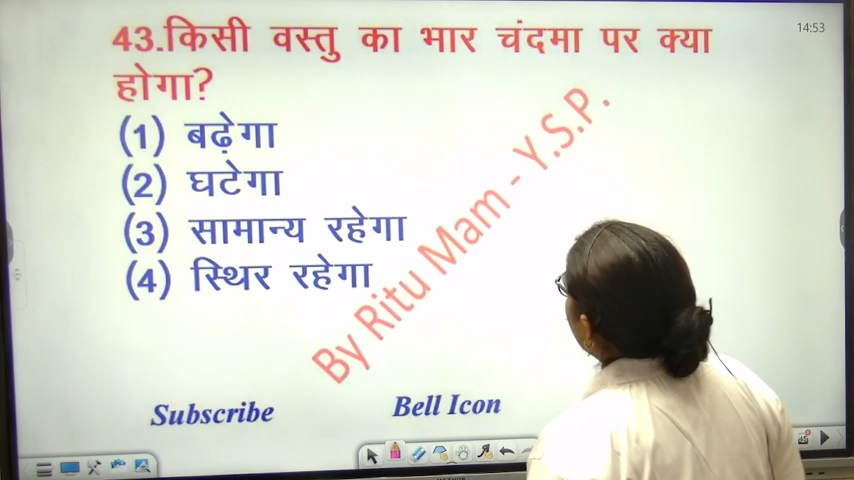 14:53
43.किसी वस्तु का भार चंदमा पर क्या
होगा?
(1) बढ़ेगा
(2) घटेगा
(3) सामान्य रहेगा
(4) स्थिर रहेगा
By Ritu Mam - Y.S.P.
Subscribe
Bell Icon